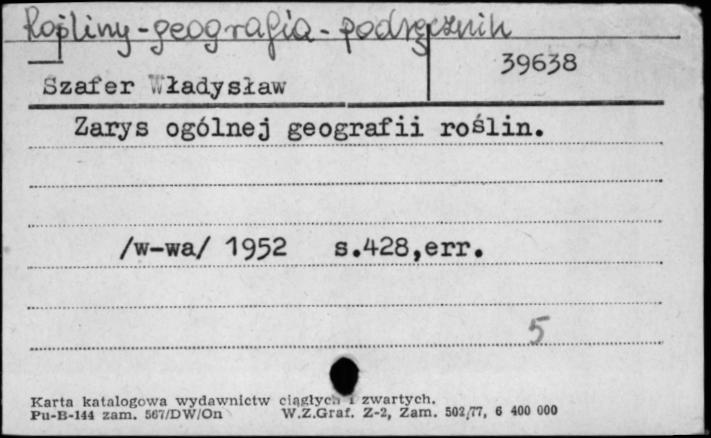 Rośliny - geografia - podręcznik
39638
Szafer Władysław
Zarys ogólnej geografii roślin.
/w-wa/ 1952 s.428,err.
5
Karta katalogowa wydawnictw ciągłych i zwartych.
Pu-B-144 zam. 567/DW/On W.Z.Graf. Z-2, Zam. 502/77, 6 400 000